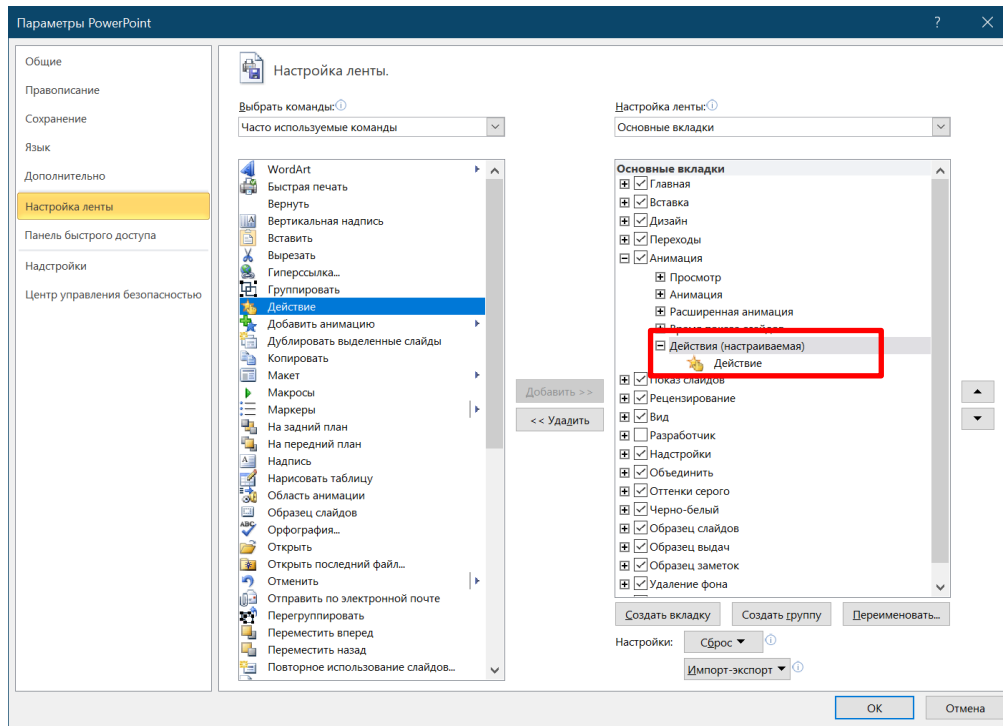 Параметры PowerPoint
?
Общие
Правописание
Сохранение
Язык
Дополнительно
Настройка ленты
Панель быстрого доступа
Надстройки
Центр управления безопасностью
Настройка ленты.
Выбрать команды:
Часто используемые команды
WordArt
Быстрая печать
Вернуть
Вертикальная надпись
Вставить
Вырезать
Гиперссылка...
Группировать
Действие
Добавить анимацию
Дублировать выделенные слайды
Копировать
Макет
Макросы
Маркеры
На задний план
На передний план
Надпись
Нарисовать таблицу
Область анимации
Образец слайдов
Орфография...
Открыть
Открыть последний файл...
Отменить
Отправить по электронной почте
Перегруппировать
Переместить вперед
Переместить назад
Повторное использование слайдов...
Добавить >>
<< Удалить
Настройка ленты:
Основные вкладки
Основные вкладки
Главная
Вставка
Дизайн
Переходы
Анимация
Просмотр
Анимация
Расширенная анимация
Время показа слайдов
Действия (настраиваемая)
Действие
Показ слайдов
Рецензирование
Вид
Разработчик
Надстройки
Объединить
Оттенки серого
Черно-белый
Образец слайдов
Образец выдач
Образец заметок
Удаление фона
Создать вкладку
Создать группу
Переименовать...
Настройки:
Сброс
Импорт-экспорт
ОК
Отмена